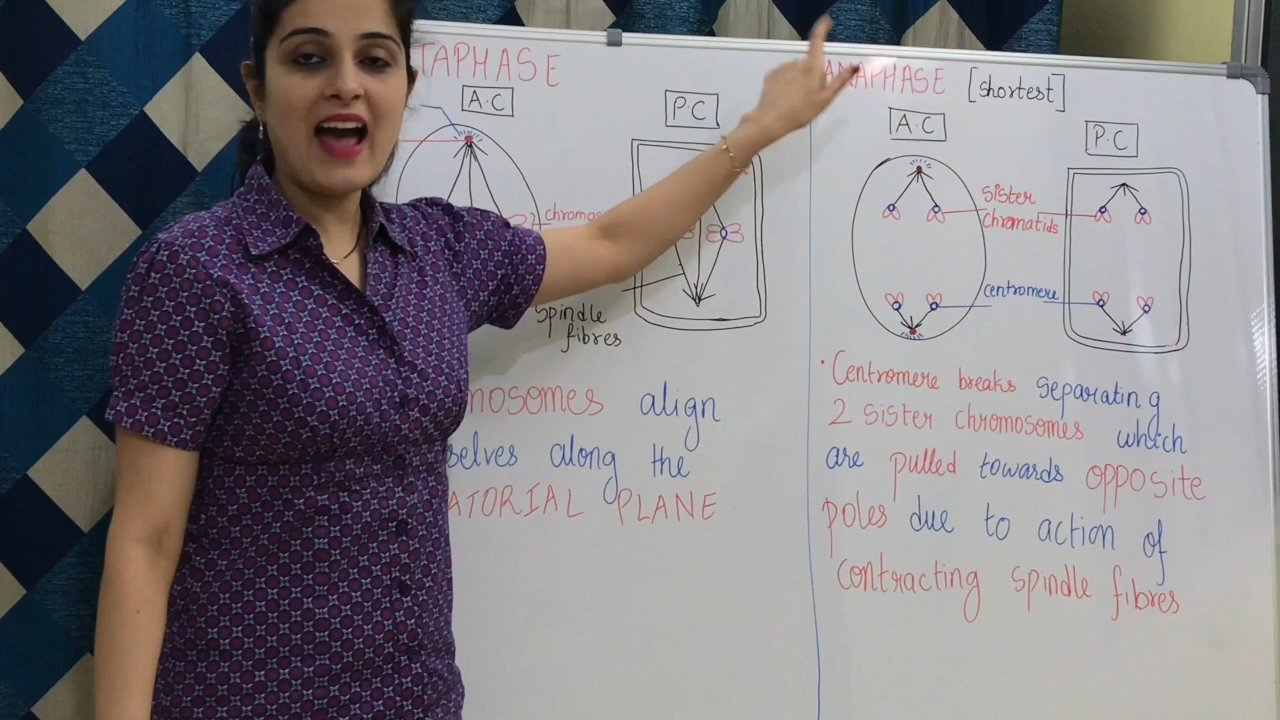 TAPHASE
A.C
P.C
chromos
spindle
fibres
nosomes align
selves along the
ATORIAL PLANE
ANAPHASE [shortest]
A.C
P.C
sister
chromatids
centromere
· Centromere breaks separating
2 sister chromosomes which
are pulled towards opposite
poles due to action of
contracting spindle fibres